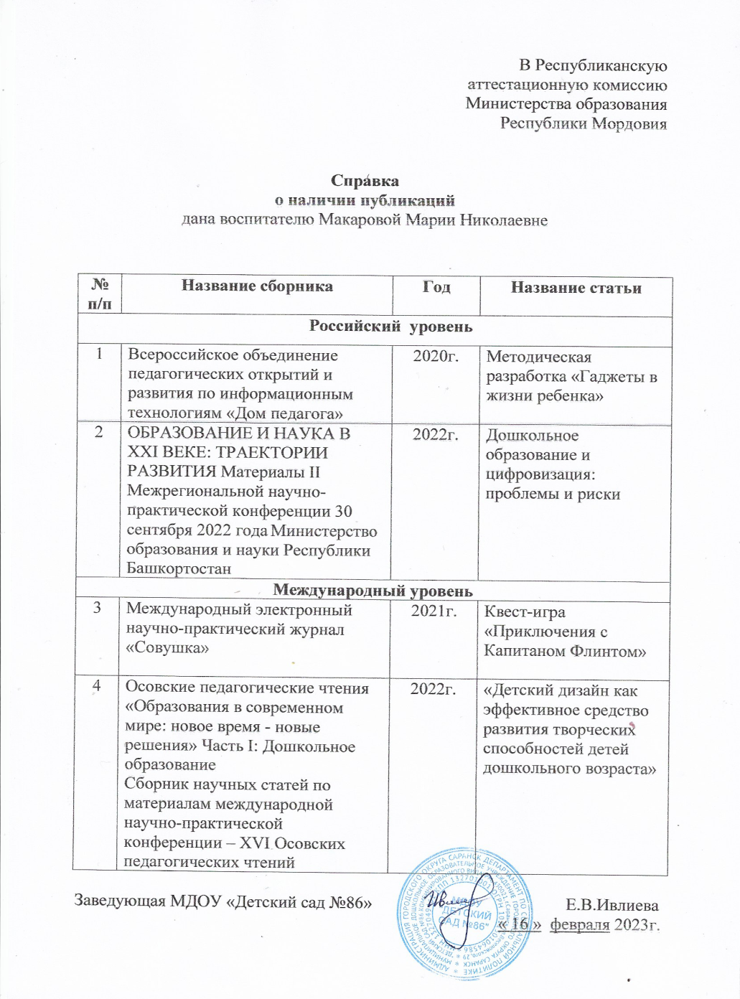 В Республиканскую
аттестационную комиссию
Министерства образования
Республики Мордовия
Справка
о наличии публикаций
дана воспитателю Макаровой Марии Николаевне
№ п/п
Название сборника
Год
Название статьи
Российский уровень
1
Всероссийское объединение
педагогических открытий и
развития по информационным
технологиям «Дом педагога»
2020г.
Методическая
разработка «Гаджеты в
жизни ребенка»
2
ОБРАЗОВАНИЕ И НАУКА В
XXI ВЕКЕ: ТРАЕКТОРИИ
РАЗВИТИЯ Материалы II
Межрегиональной научно-
практической конференции 30
сентября 2022 года Министерство
образования и науки Республики
Башкортостан
2022г.
Дошкольное
образование и
цифровизация:
проблемы и риски
Международный уровень
3
Международный электронный
научно-практический журнал
«Совушка»
2021г.
Квест-игра
«Приключения с
Капитаном Флинтом»
4
Осовские педагогические чтения
«Образования в современном
мире: новое время - новые
решения» Часть I: Дошкольное
образование
Сборник научных статей по
материалам международной
научно-практической
конференции – XVI Осовских
педагогических чтений
2022г.
«Детский дизайн как
эффективное средство
развития творческих
способностей детей
дошкольного возраста»
Заведующая МДОУ «Детский сад №86»
Е.В.Ивлиева
« 16 » февраля 2023г.
МДОУ
"ДЕТСКИЙ
САД №86"